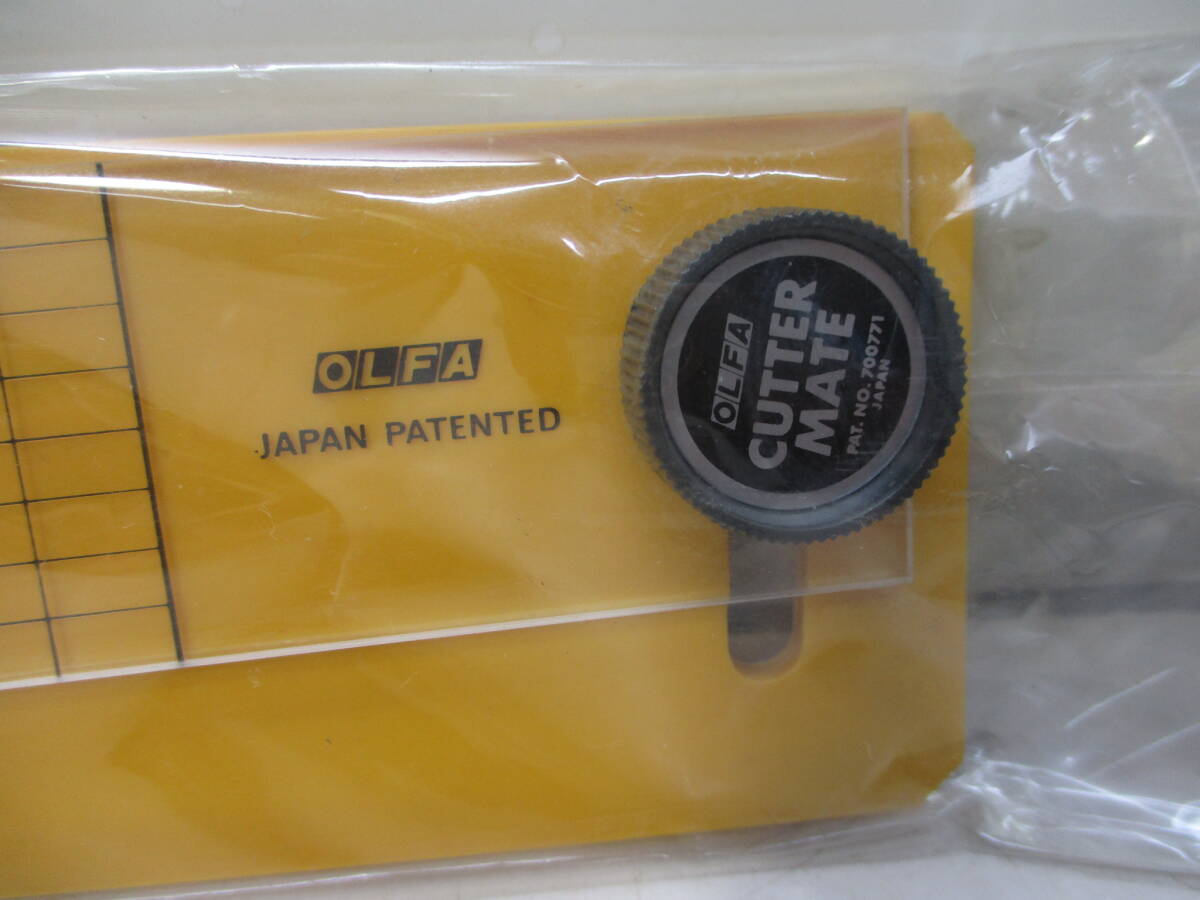 OLFA
JAPAN PATENTED
OLFA
CUTTER
MATE
PAT. NO. 700771
JAPAN